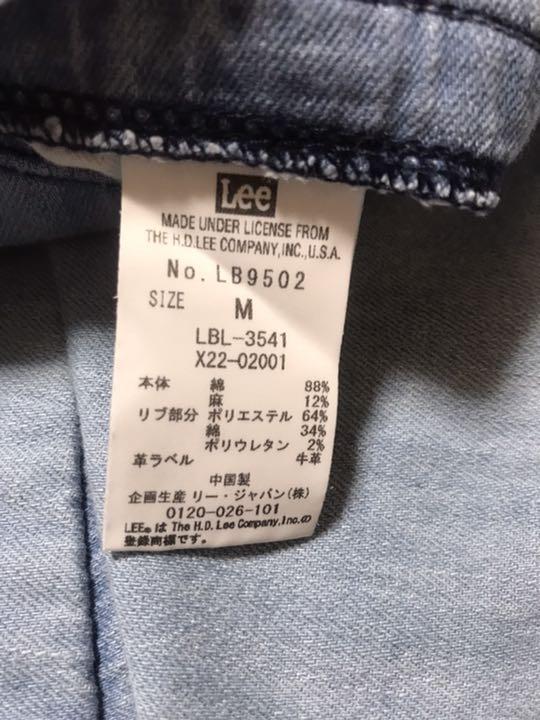 Lee
MADE UNDER LICENSE FROM
THE H.D.LEE COMPANY,INC.,U.S.A.
No. LB9502
SIZE M
LBL-3541
X22-02001
本体 綿 88%
麻 12%
リブ部分 ポリエステル 64%
綿 34%
ポリウレタン 2%
革ラベル 牛革
中国製
企画生産 リー・ジャパン(株)
0120-026-101
LEE®は The H.D. Lee Company,Inc.の
登録商標です。